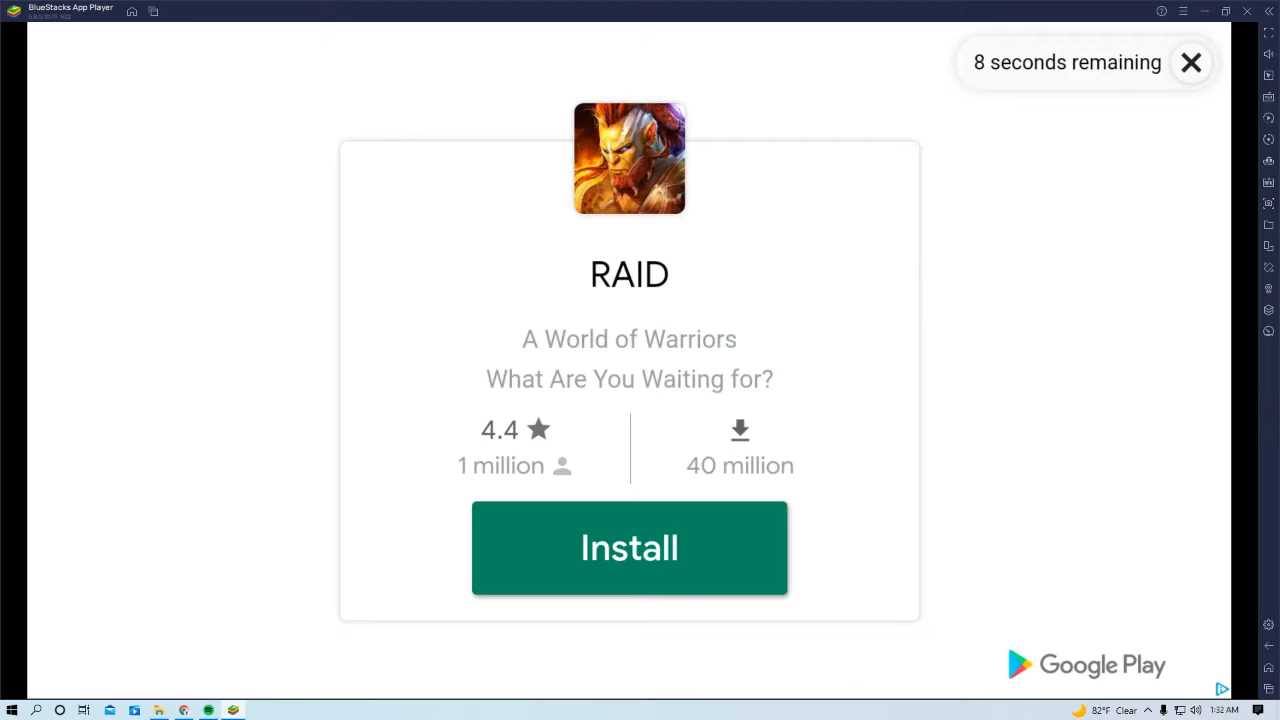 BlueStacks App Player
8 seconds remaining
RAID
A World of Warriors
What Are You Waiting for?
4.4
1 million
40 million
Install
Google Play
82°F Clear
1:32 AM